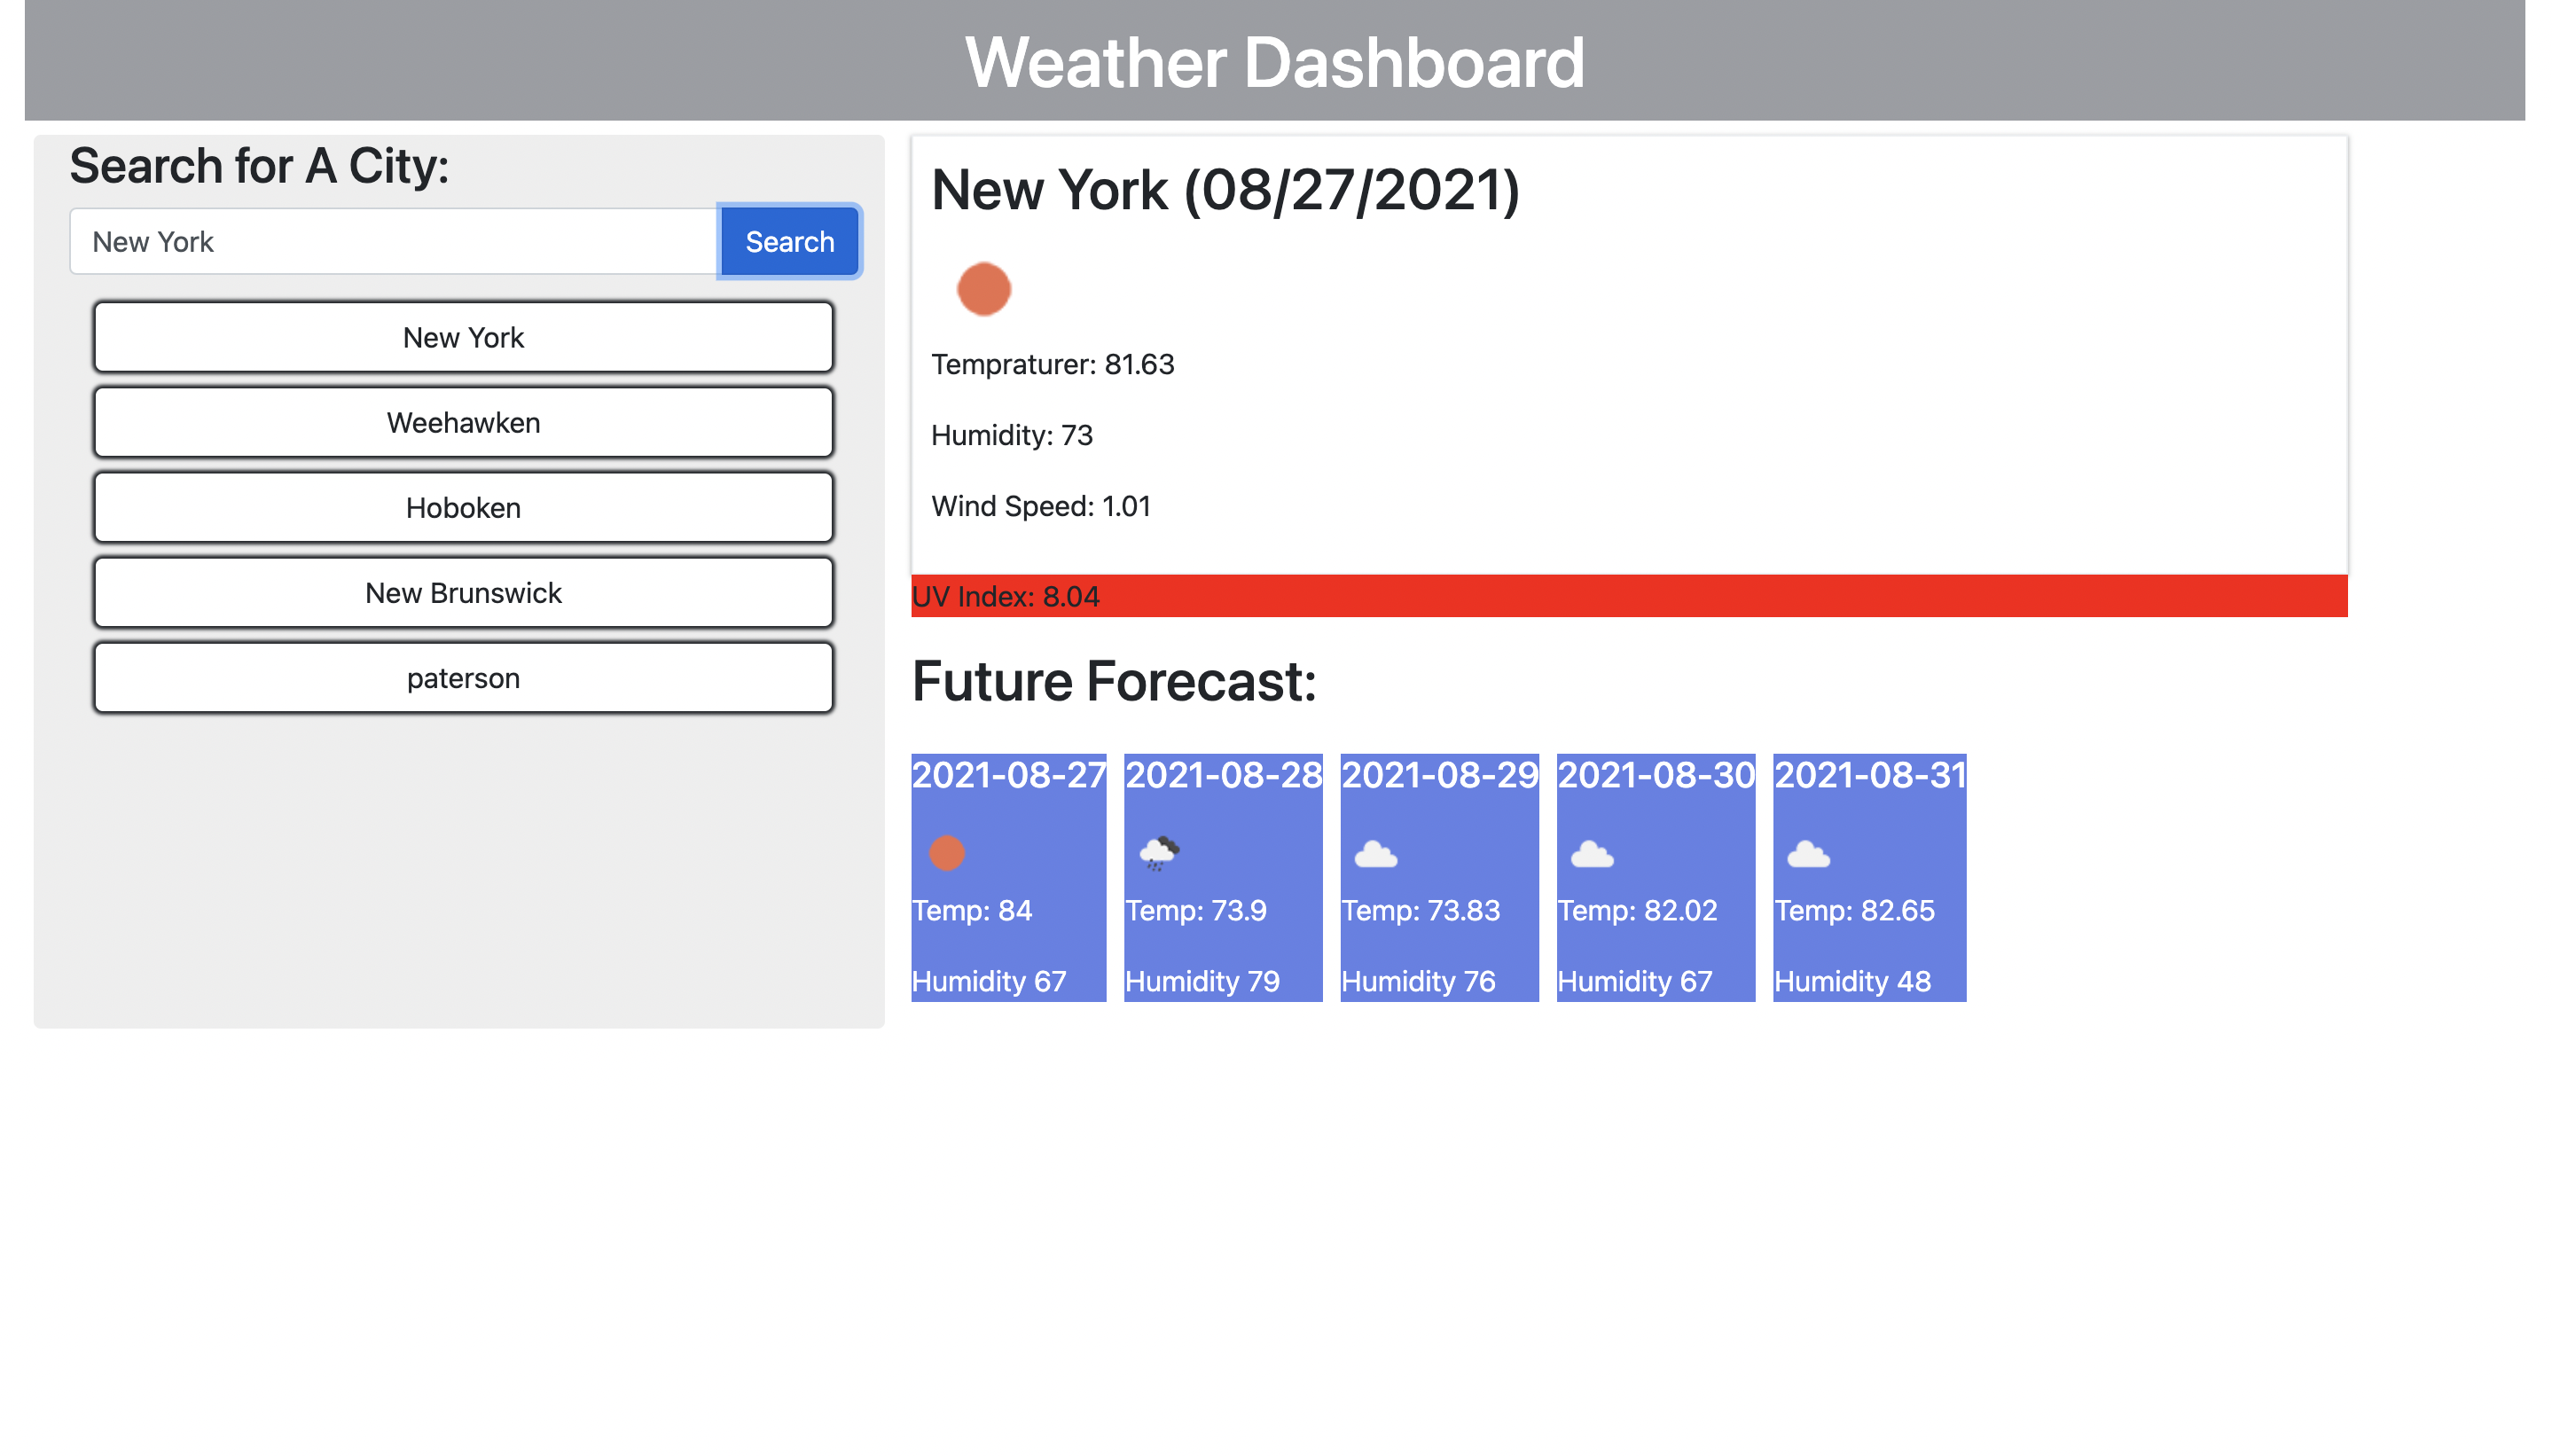 Weather Dashboard
Search for A City:
New York
Search
New York
Weehawken
Hoboken
New Brunswick
paterson
New York (08/27/2021)
Tempraturer: 81.63
Humidity: 73
Wind Speed: 1.01
UV Index: 8.04
Future Forecast:
2021-08-27
Temp: 84
Humidity 67
2021-08-28
Temp: 73.9
Humidity 79
2021-08-29
Temp: 73.83
Humidity 76
2021-08-30
Temp: 82.02
Humidity 67
2021-08-31
Temp: 82.65
Humidity 48